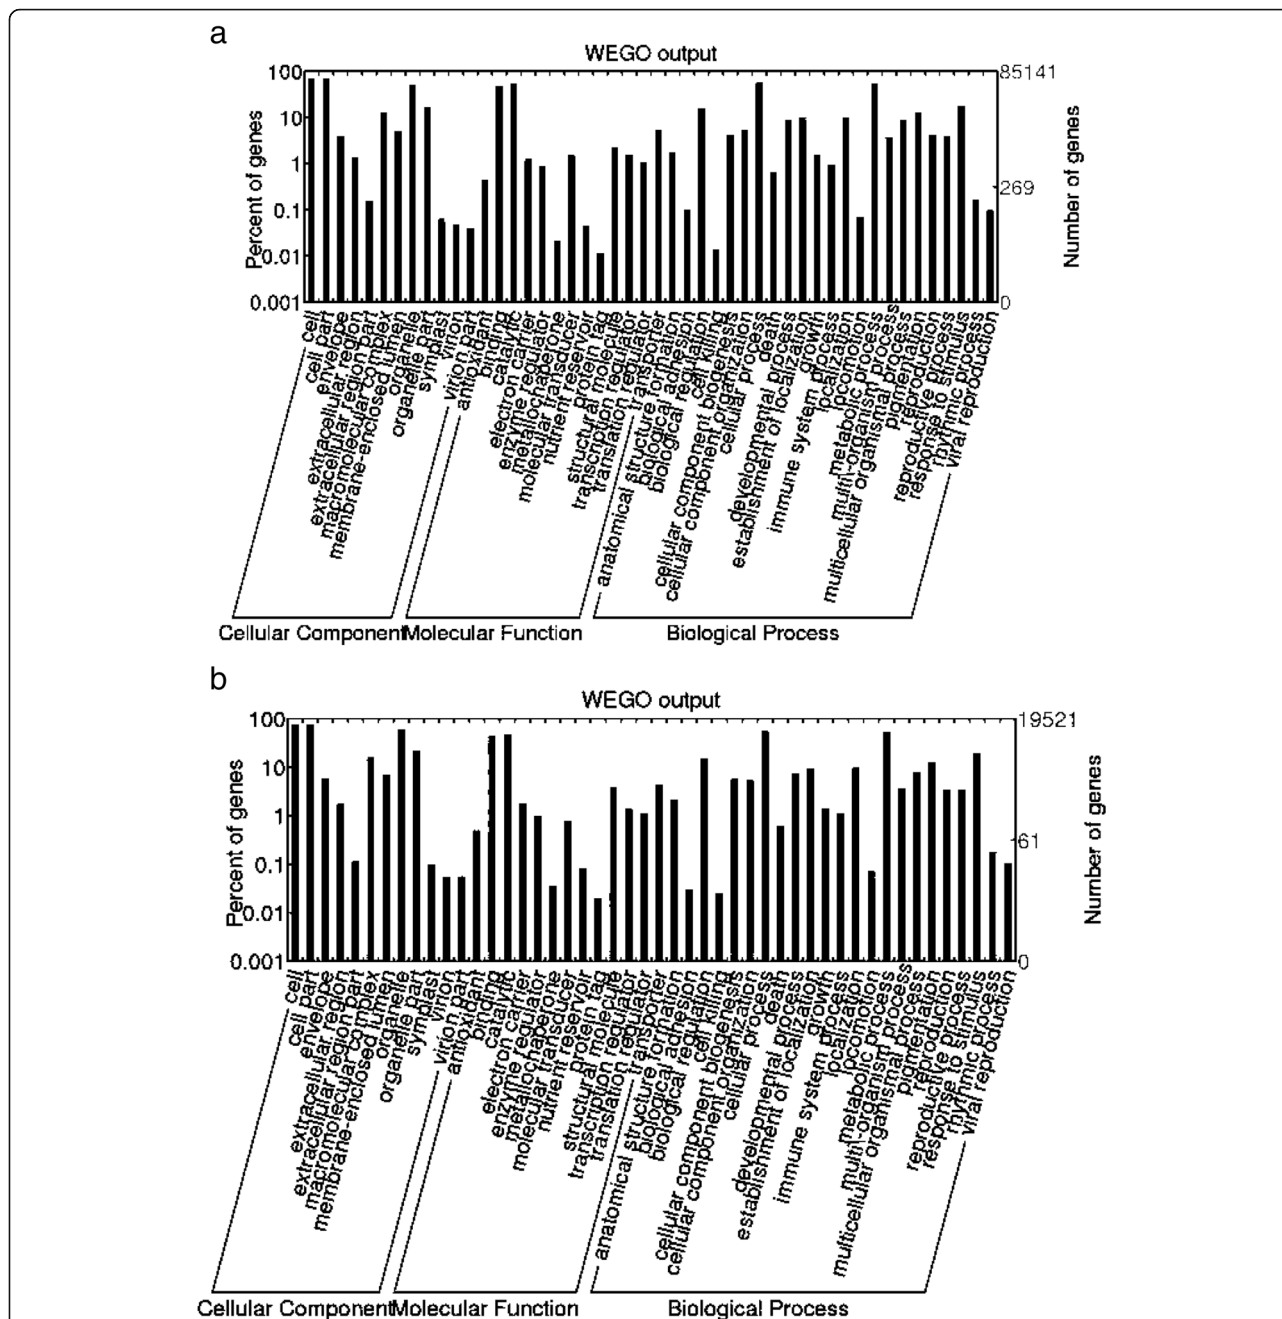 a
WEGO output
100
10
1
0.1
0.01
0.001
Percent of genes
85141
269
0
Number of genes
cell
cell part
envelope
extracellular region
extracellular region part
macromolecular complex
membrane-enclosed lumen
organelle
organelle part
symplast
virion
virion part
antioxidant
binding
catalytic
electron carrier
enzyme regulator
metallochaperone
molecular transducer
nutrient reservoir
protein tag
structural molecule
transcription regulator
translation regulator
transporter
anatomical structure formation
biological adhesion
biological regulation
cell killing
cellular component biogenesis
cellular component organization
cellular process
death
developmental process
establishment of localization
growth
immune system process
localization
locomotion
metabolic process
multi\-organism process
multicellular organismal process
pigmentation
reproduction
reproductive process
response to stimulus
rhythmic process
viral reproduction
Cellular Component
Molecular Function
Biological Process
b
WEGO output
100
10
1
0.1
0.01
0.001
Percent of genes
19521
61
0
Number of genes
cell
cell part
envelope
extracellular region
extracellular region part
macromolecular complex
membrane-enclosed lumen
organelle
organelle part
symplast
virion
virion part
antioxidant
binding
catalytic
electron carrier
enzyme regulator
metallochaperone
molecular transducer
nutrient reservoir
protein tag
structural molecule
transcription regulator
translation regulator
transporter
anatomical structure formation
biological adhesion
biological regulation
cell killing
cellular component biogenesis
cellular component organization
cellular process
death
developmental process
establishment of localization
growth
immune system process
localization
locomotion
metabolic process
multi\-organism process
multicellular organismal process
pigmentation
reproduction
reproductive process
response to stimulus
rhythmic process
viral reproduction
Cellular Component
Molecular Function
Biological Process